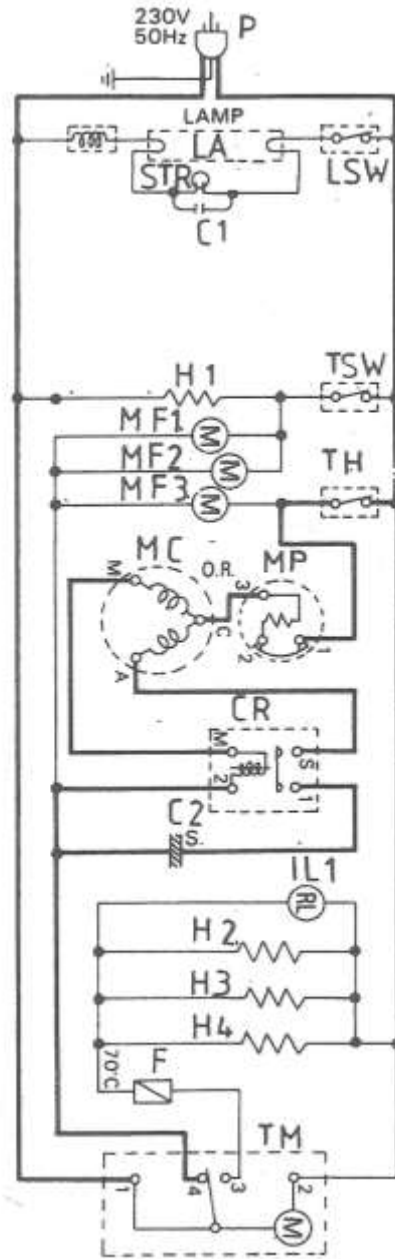 230V
50Hz P
LAMP
LA
STR
LSW
C1
TSW
H1
MF1 M
MF2 M
TH
MF3 M
MC O.R. MP
M 3
C
A 2 1
CR
M S
2 1
C2 S.
IL1
RL
H2
H3
H4
70°C F
TM
1 4 3 2
M